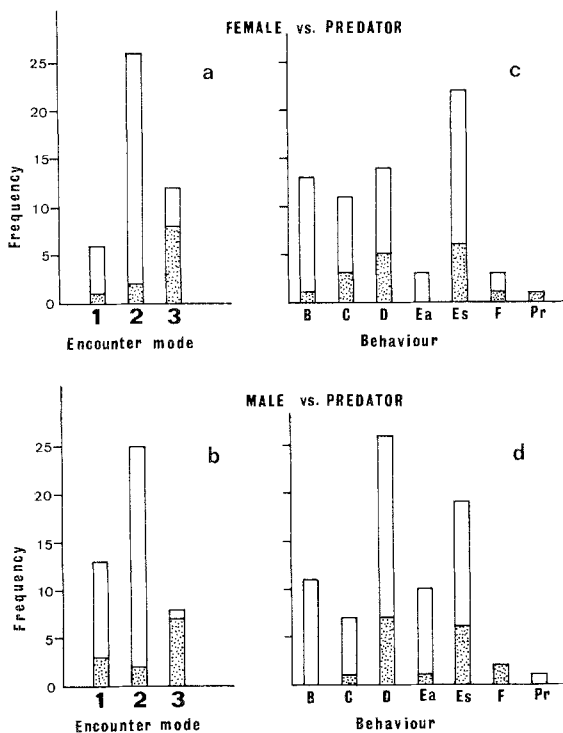 FEMALE vs. PREDATOR
a
c
25
20
15
10
5
0
Frequency
1 2 3
Encounter mode
B C D Ea Es F Pr
Behaviour
MALE vs. PREDATOR
b
d
25
20
15
10
5
0
Frequency
1 2 3
Encounter mode
B C D Ea Es F Pr
Behaviour